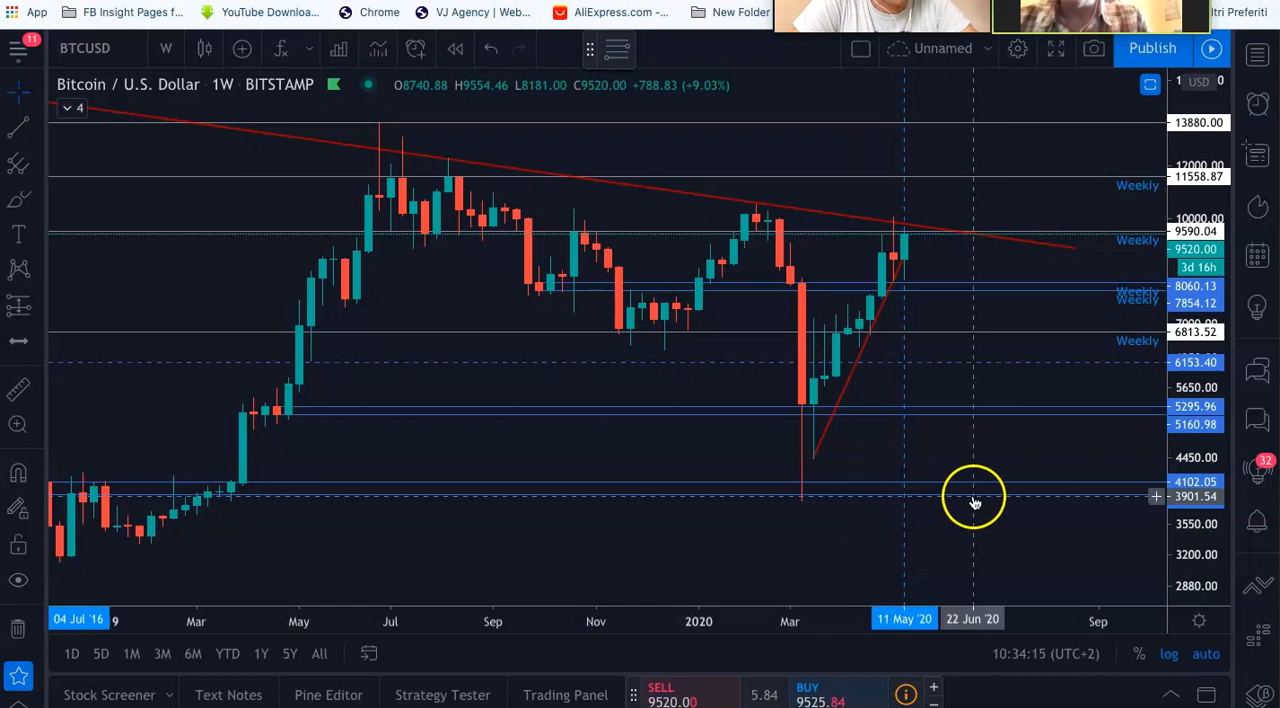 App
FB Insight Pages f…
YouTube Downloa...
Chrome
VJ Agency | Web...
AliExpress.com -...
New Folder
ltri Preferiti
11
BTCUSD
W
Unnamed
Publish
Bitcoin / U.S. Dollar 1W BITSTAMP
O8740.88 H9554.46 L8181.00 C9520.00 +788.83 (+9.03%)
4
USD
13880.00
12000.00
11558.87
Weekly
10000.00
9590.04
Weekly
9520.00
3d 16h
8060.13
Weekly
Weekly
7854.12
7000.00
6813.52
Weekly
6153.40
5650.00
5295.96
5160.98
4450.00
32
4102.05
3901.54
3550.00
3200.00
2880.00
04 Jul '16
9
Mar
May
Jul
Sep
Nov
2020
Mar
11 May '20
22 Jun '20
Sep
1D 5D 1M 3M 6M YTD 1Y 5Y All
10:34:15 (UTC+2)
%
log
auto
Stock Screener
Text Notes
Pine Editor
Strategy Tester
Trading Panel
SELL
9520.00
5.84
BUY
9525.84